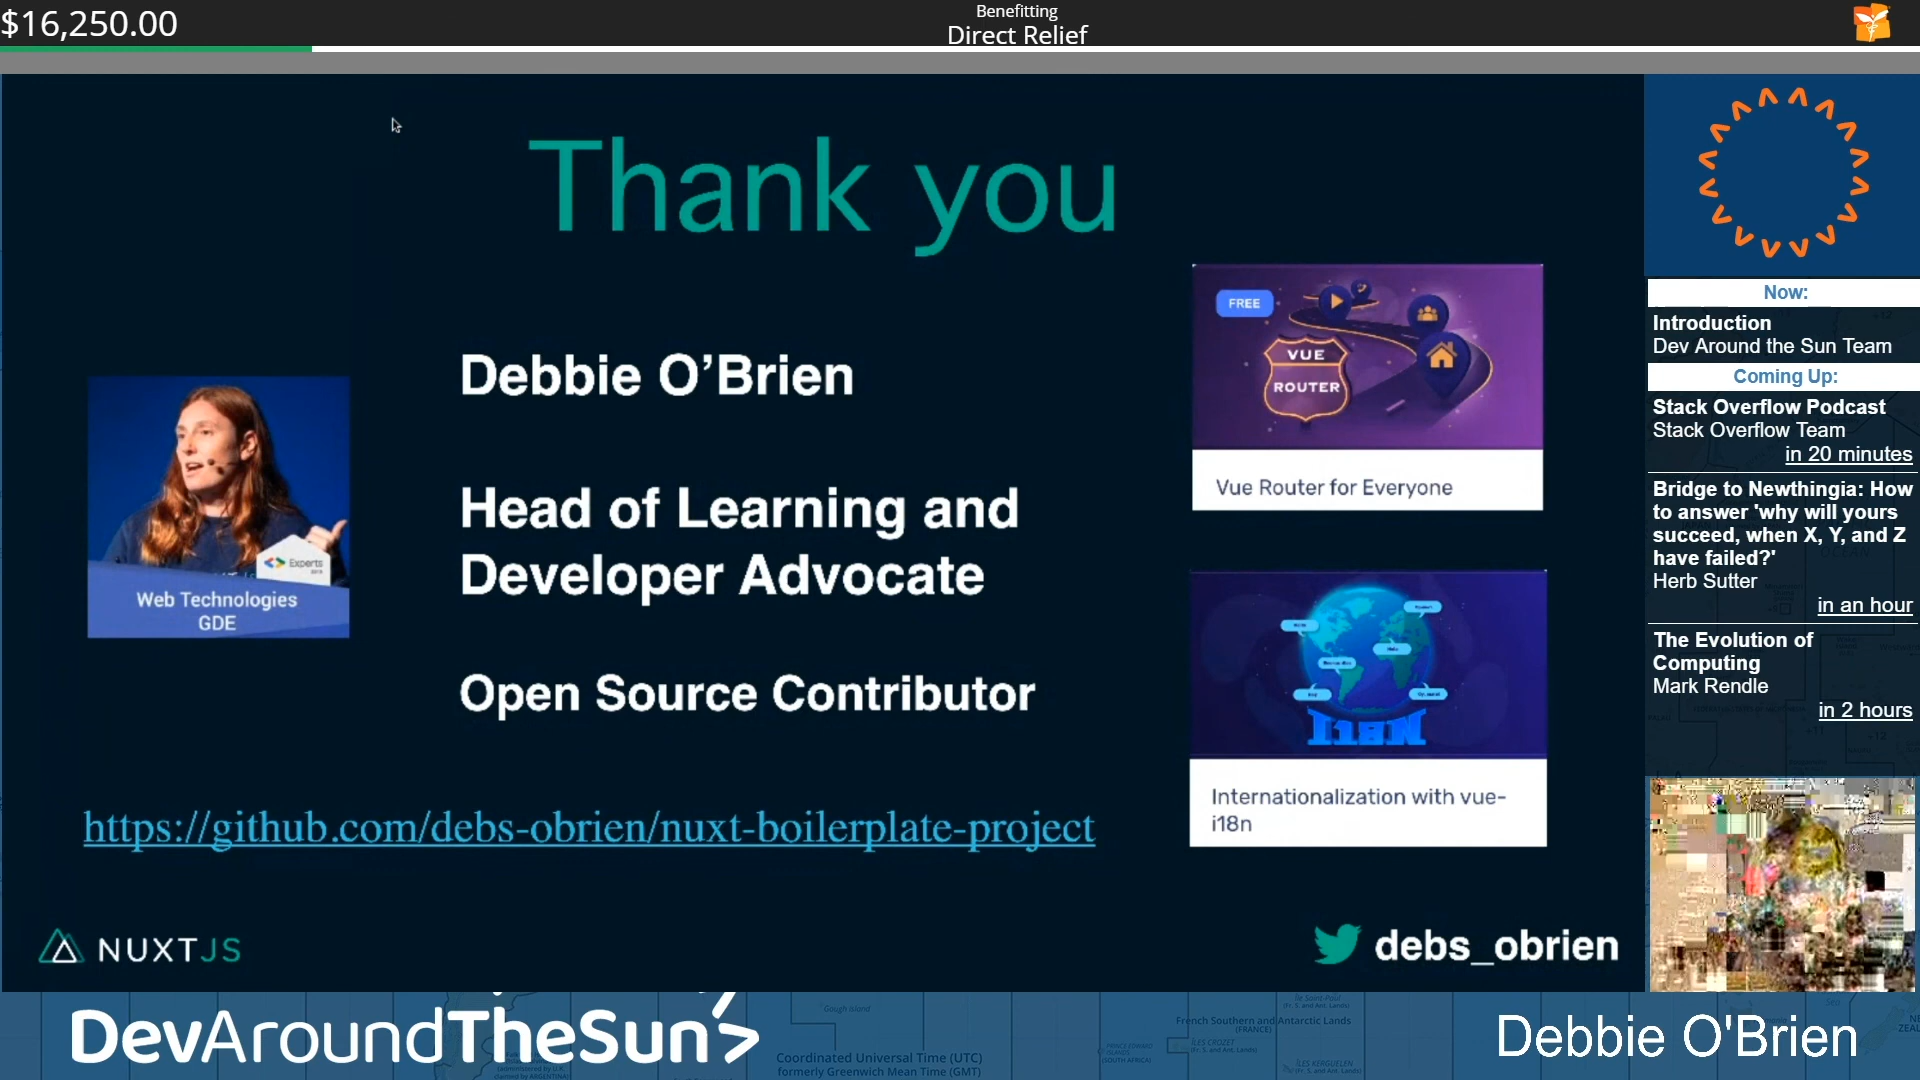 $16,250.00
Benefitting
Direct Relief
Thank you
Debbie O'Brien
Head of Learning and
Developer Advocate
Open Source Contributor
Experts
Web Technologies
GDE
https://github.com/debs-obrien/nuxt-boilerplate-project
FREE
VUE
ROUTER
Vue Router for Everyone
I18N
Internationalization with vue-
i18n
NUXTJS
debs_obrien
Now:
Introduction
Dev Around the Sun Team
Coming Up:
Stack Overflow Podcast
Stack Overflow Team
in 20 minutes
Bridge to Newthingia: How
to answer 'why will yours
succeed, when X, Y, and Z
have failed?'
Herb Sutter
in an hour
The Evolution of
Computing
Mark Rendle
in 2 hours
DevAroundTheSun
Gough Island
Coordinated Universal Time (UTC)
formerly Greenwich Mean Time (GMT)
French Southern and Antarctic Lands
(FRANCE)
Debbie O'Brien